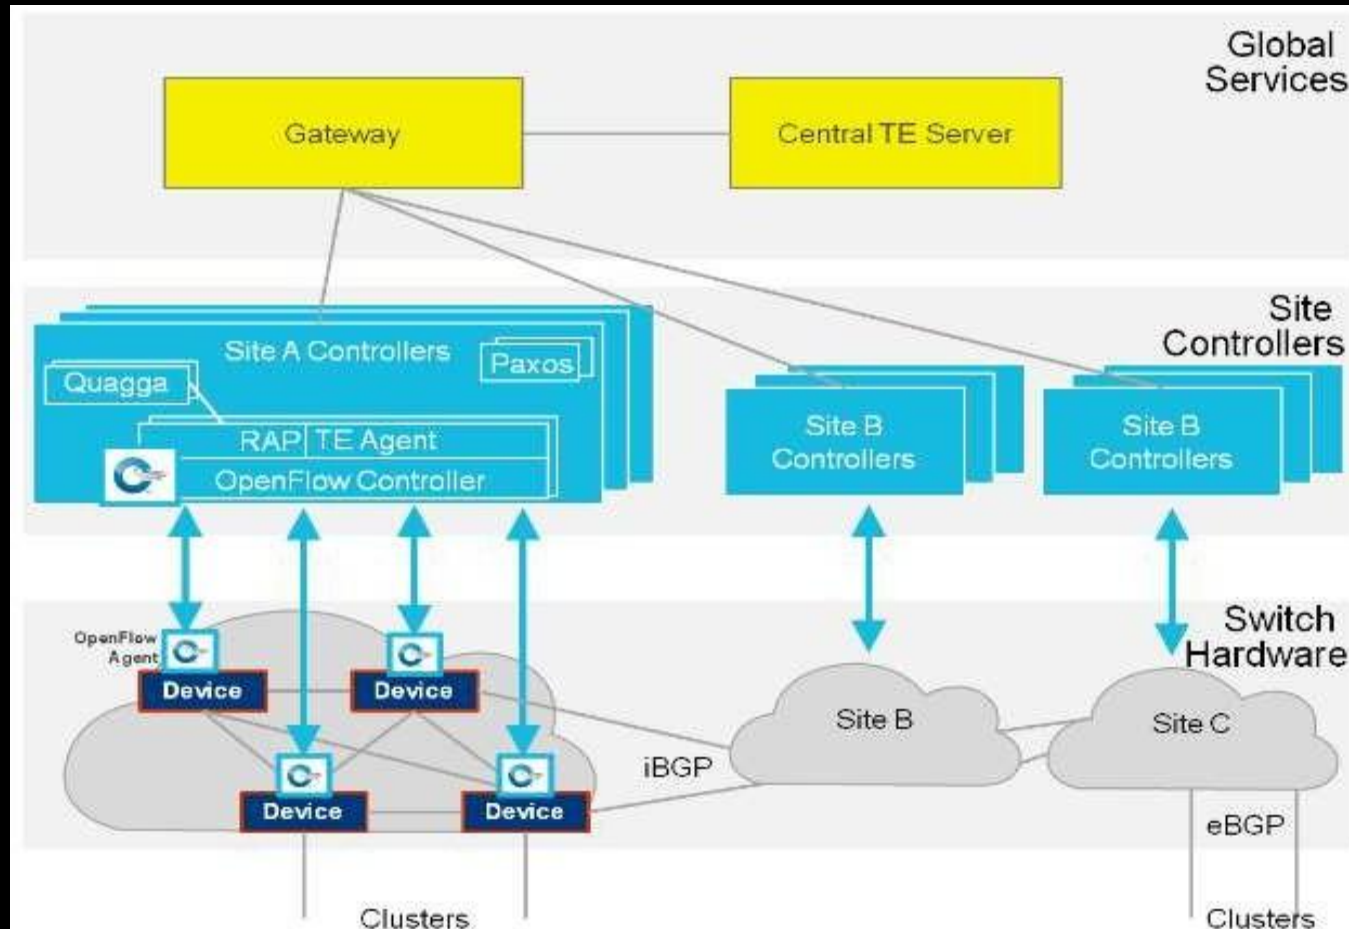 Global
Services
Gateway
Central TE Server
Site
Controllers
Site A Controllers
Paxos
Quagga
RAP TE Agent
OpenFlow Controller
Site B
Controllers
Site B
Controllers
Switch
Hardware
OpenFlow
Agent
Device
Device
Site B
Site C
iBGP
Device
Device
eBGP
Clusters
Clusters